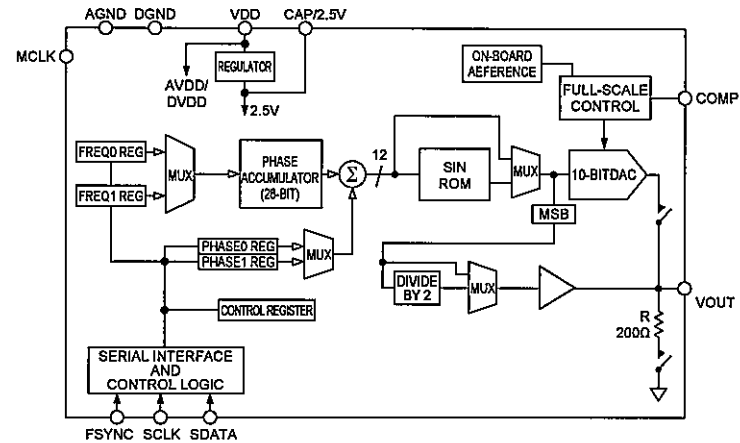 AGND DGND VDD CAP/2.5V
MCLK
REGULATOR
AVDD/
DVDD
2.5V
ON-BOARD
AEFERENCE
FULL-SCALE
CONTROL
COMP
FREQ0 REG
FREQ1 REG
MUX
PHASE
ACCUMULATOR
(28-BIT)
Σ
12
SIN
ROM
MUX
10-BITDAC
MSB
PHASE0 REG
PHASE1 REG
MUX
DIVIDE
BY 2
MUX
VOUT
R
200Ω
CONTROL REGISTER
SERIAL INTERFACE
AND
CONTROL LOGIC
FSYNC SCLK SDATA